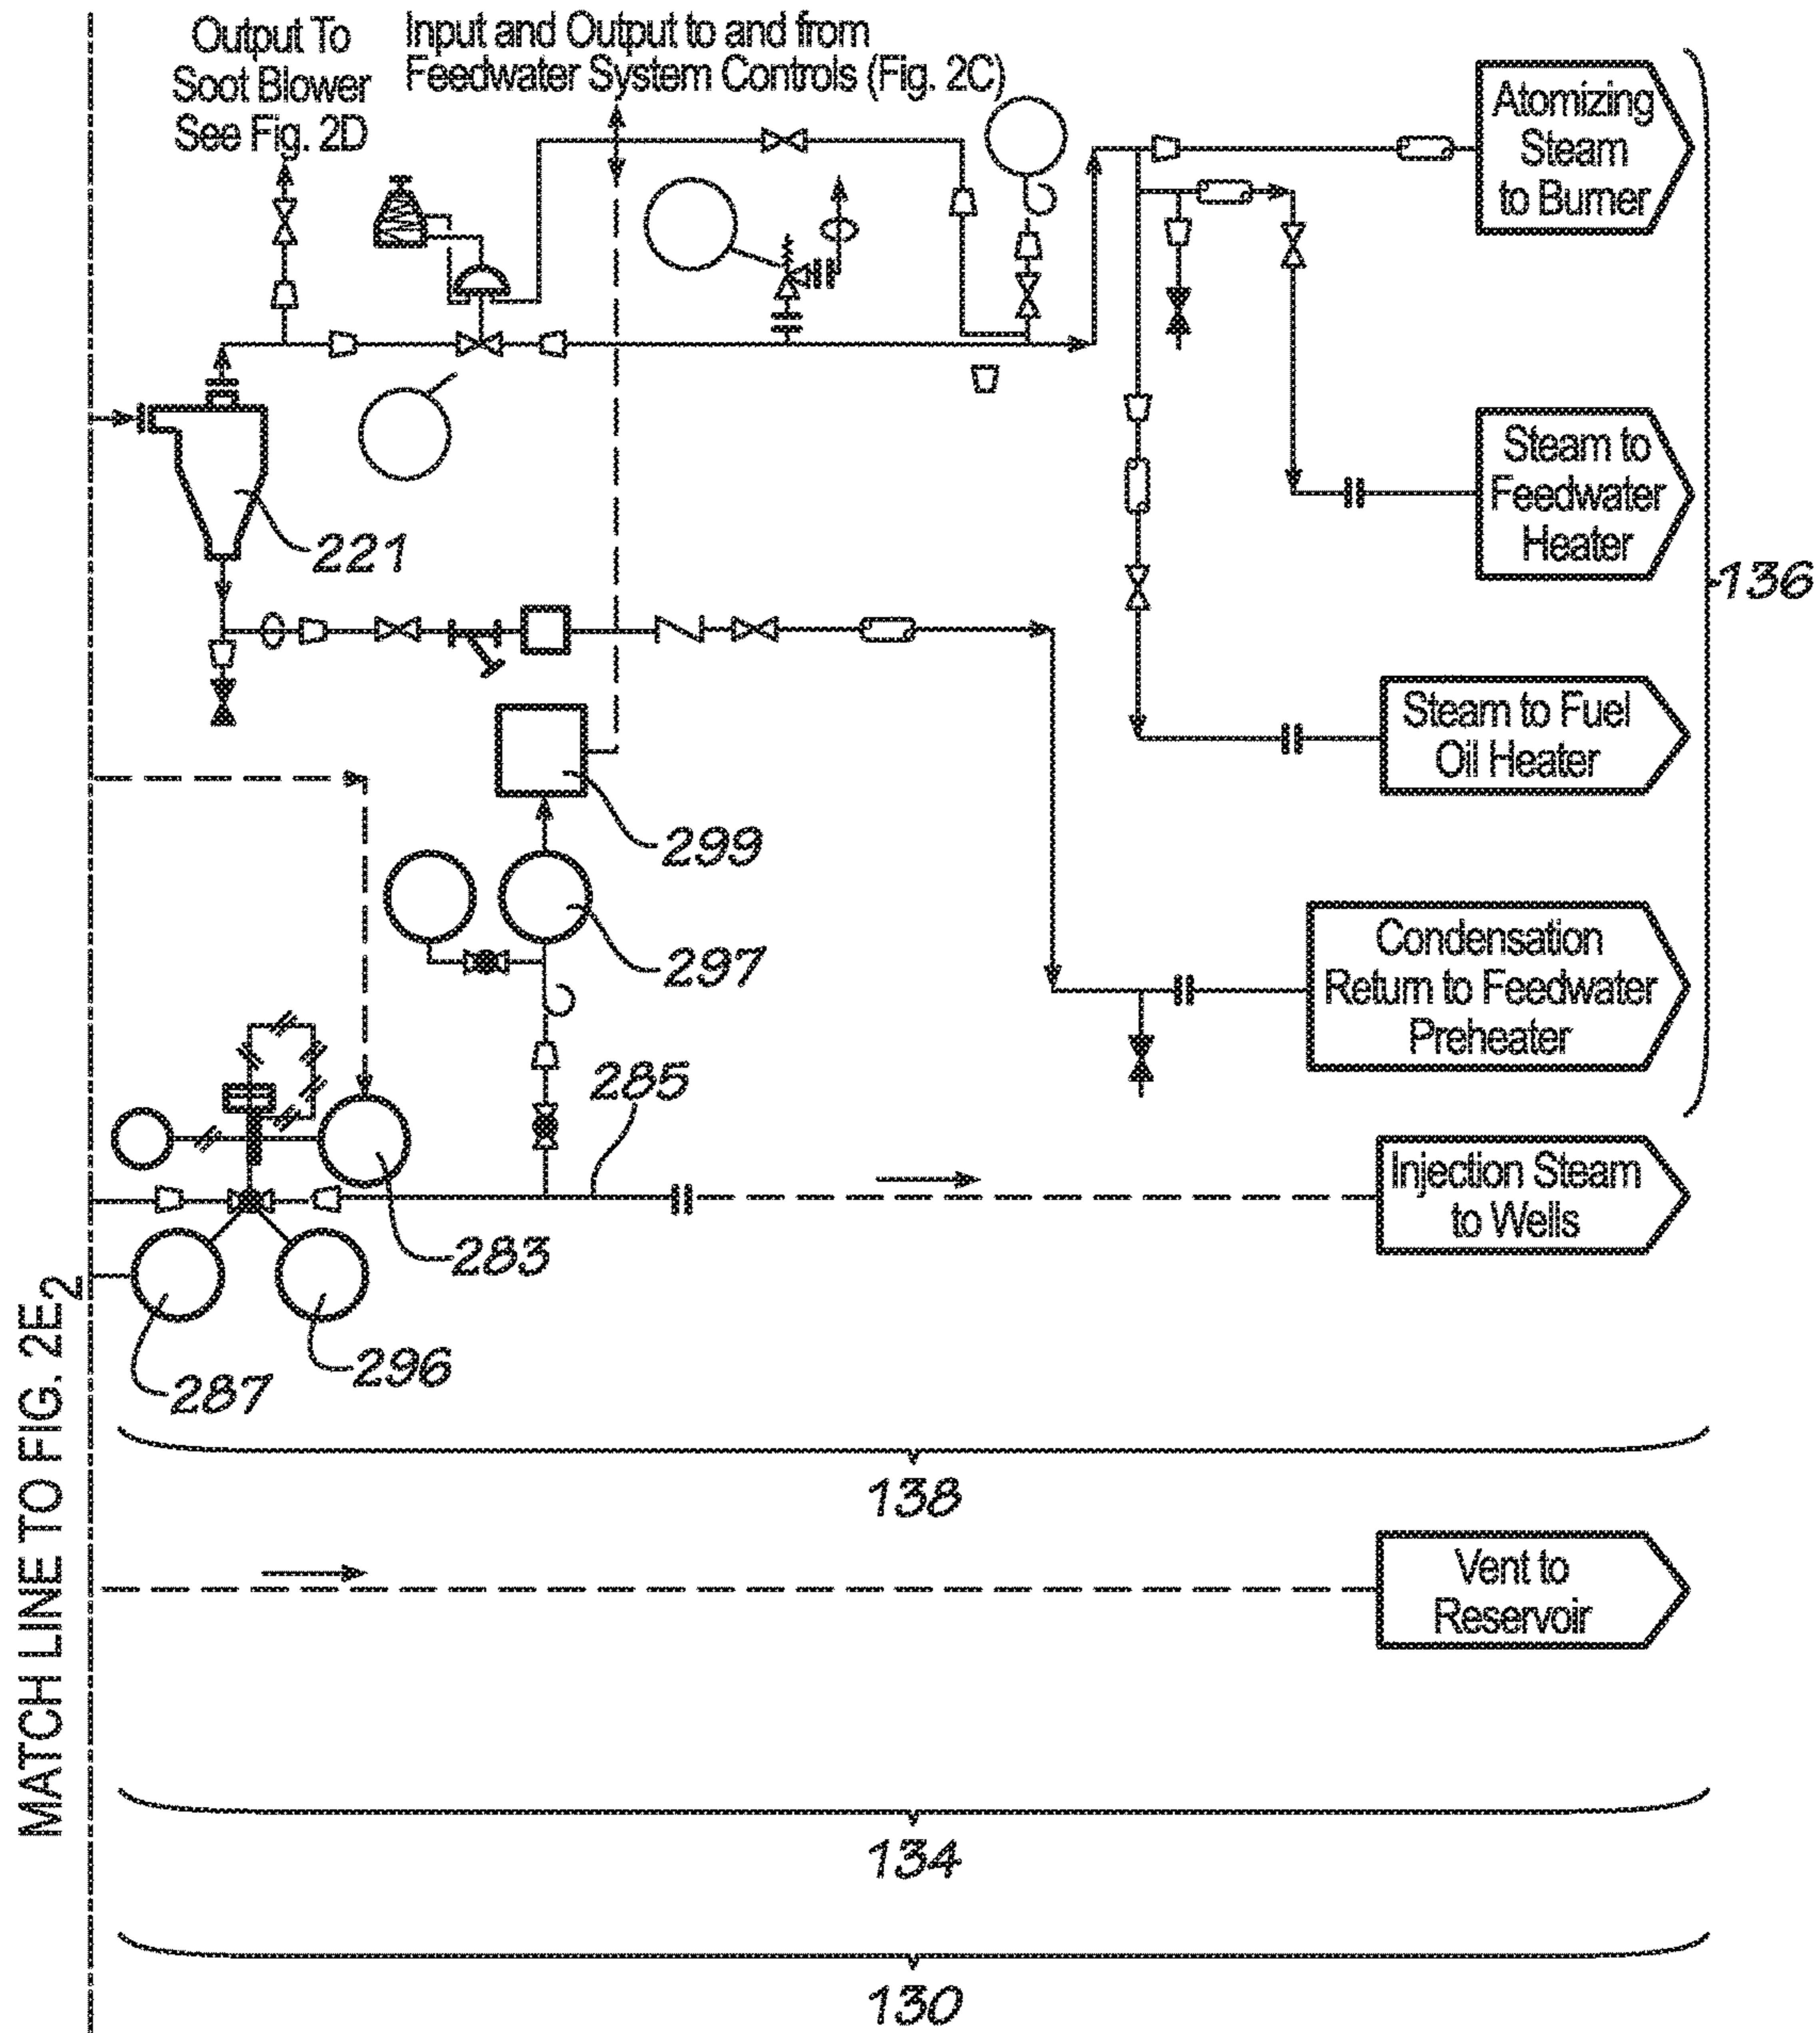 Output To
Soot Blower
See Fig. 2D
Input and Output to and from
Feedwater System Controls (Fig. 2C)
Atomizing
Steam
to Burner
Steam to
Feedwater
Heater
136
221
Steam to Fuel
Oil Heater
299
297
Condensation
Return to Feedwater
Preheater
285
Injection Steam
to Wells
283
296
287
MATCH LINE TO FIG. 2E2
138
Vent to
Reservoir
134
130